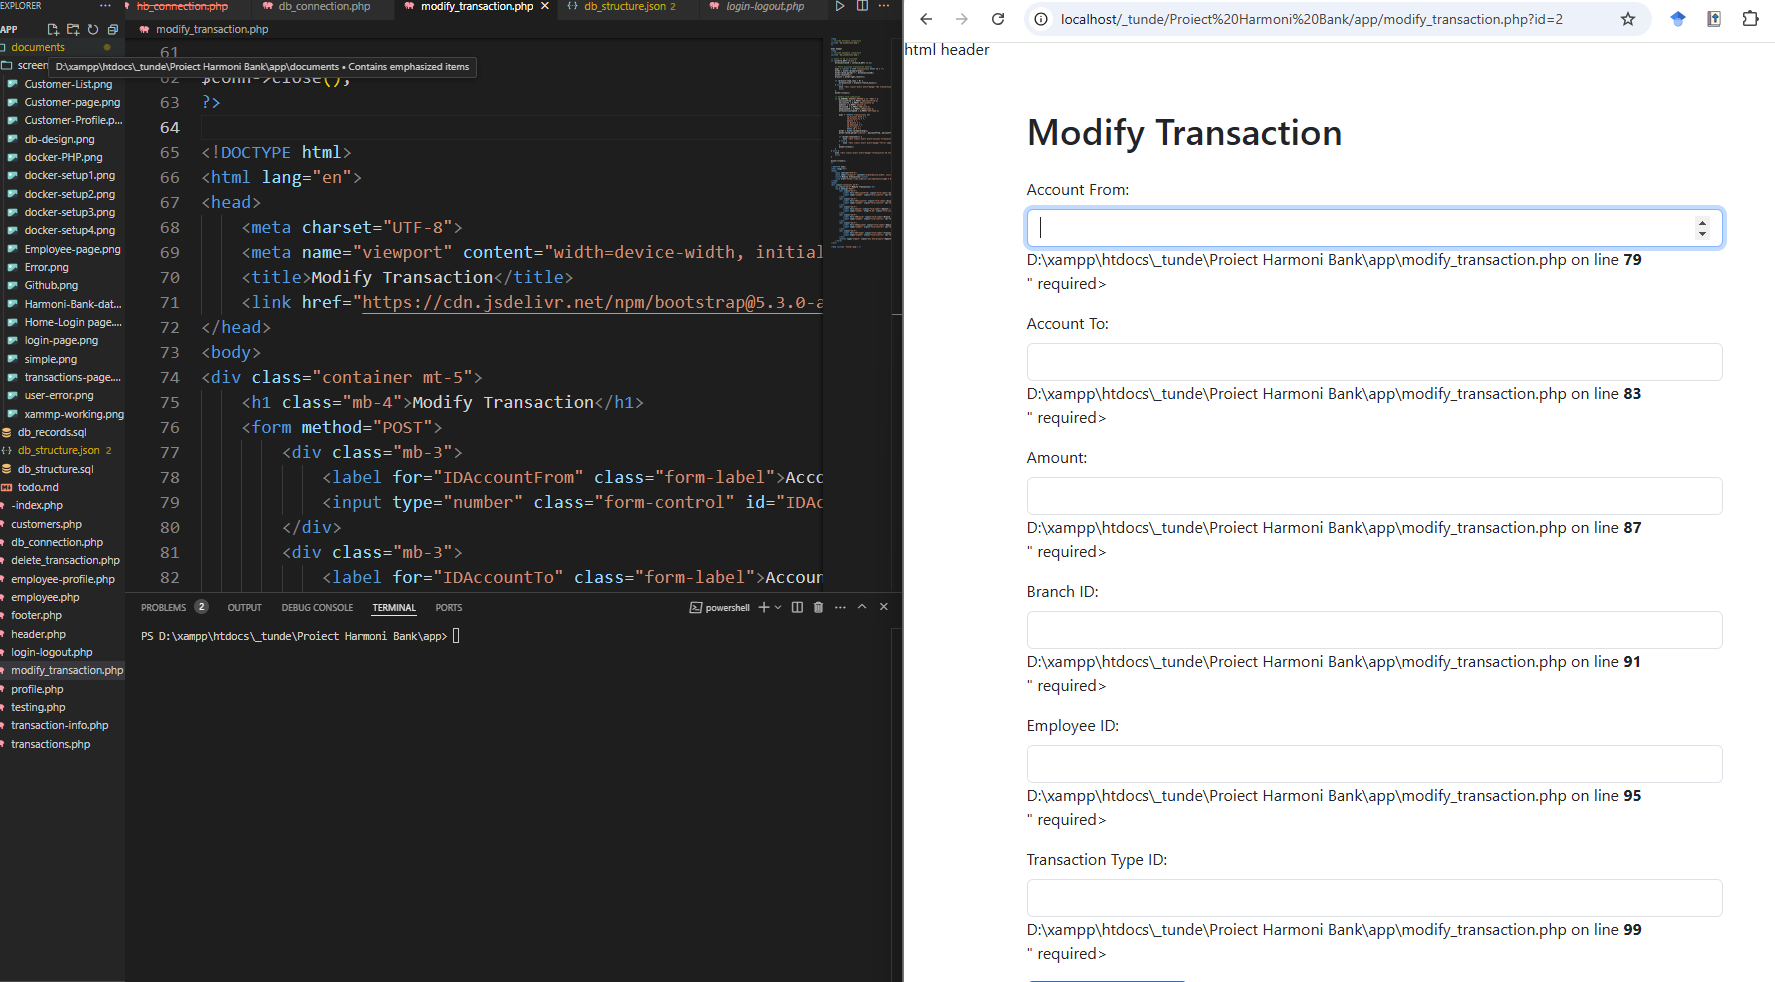 EXPLORER
APP
documents
screen
D:\xampp\htdocs\_tunde\Proiect Harmoni Bank\app\documents • Contains emphasized items
Customer-List.png
Customer-page.png
Customer-Profile.p...
db-design.png
docker-PHP.png
docker-setup1.png
docker-setup2.png
docker-setup3.png
docker-setup4.png
Employee-page.png
Error.png
Github.png
Harmoni-Bank-dat...
Home-Login page....
login-page.png
simple.png
transactions-page....
user-error.png
xammp-working.png
db_records.sql
db_structure.json 2
db_structure.sql
todo.md
-index.php
customers.php
db_connection.php
delete_transaction.php
employee-profile.php
employee.php
footer.php
header.php
login-logout.php
modify_transaction.php
profile.php
testing.php
transaction-info.php
transactions.php
hb_connection.php
db_connection.php
modify_transaction.php
db_structure.json 2
login-logout.php
modify_transaction.php
61
62 $conn->close();
63 ?>
64
65 <!DOCTYPE html>
66 <html lang="en">
67 <head>
68 <meta charset="UTF-8">
69 <meta name="viewport" content="width=device-width, initial
70 <title>Modify Transaction</title>
71 <link href="https://cdn.jsdelivr.net/npm/bootstrap@5.3.0-a
72 </head>
73 <body>
74 <div class="container mt-5">
75 <h1 class="mb-4">Modify Transaction</h1>
76 <form method="POST">
77 <div class="mb-3">
78 <label for="IDAccountFrom" class="form-label">Acco
79 <input type="number" class="form-control" id="IDAc
80 </div>
81 <div class="mb-3">
82 <label for="IDAccountTo" class="form-label">Accoun
PROBLEMS 2 OUTPUT DEBUG CONSOLE TERMINAL PORTS
powershell
PS D:\xampp\htdocs\_tunde\Proiect Harmoni Bank\app>
localhost/_tunde/Proiect%20Harmoni%20Bank/app/modify_transaction.php?id=2
html header
Modify Transaction
Account From:
D:\xampp\htdocs\_tunde\Proiect Harmoni Bank\app\modify_transaction.php on line 79
" required>
Account To:
D:\xampp\htdocs\_tunde\Proiect Harmoni Bank\app\modify_transaction.php on line 83
" required>
Amount:
D:\xampp\htdocs\_tunde\Proiect Harmoni Bank\app\modify_transaction.php on line 87
" required>
Branch ID:
D:\xampp\htdocs\_tunde\Proiect Harmoni Bank\app\modify_transaction.php on line 91
" required>
Employee ID:
D:\xampp\htdocs\_tunde\Proiect Harmoni Bank\app\modify_transaction.php on line 95
" required>
Transaction Type ID:
D:\xampp\htdocs\_tunde\Proiect Harmoni Bank\app\modify_transaction.php on line 99
" required>